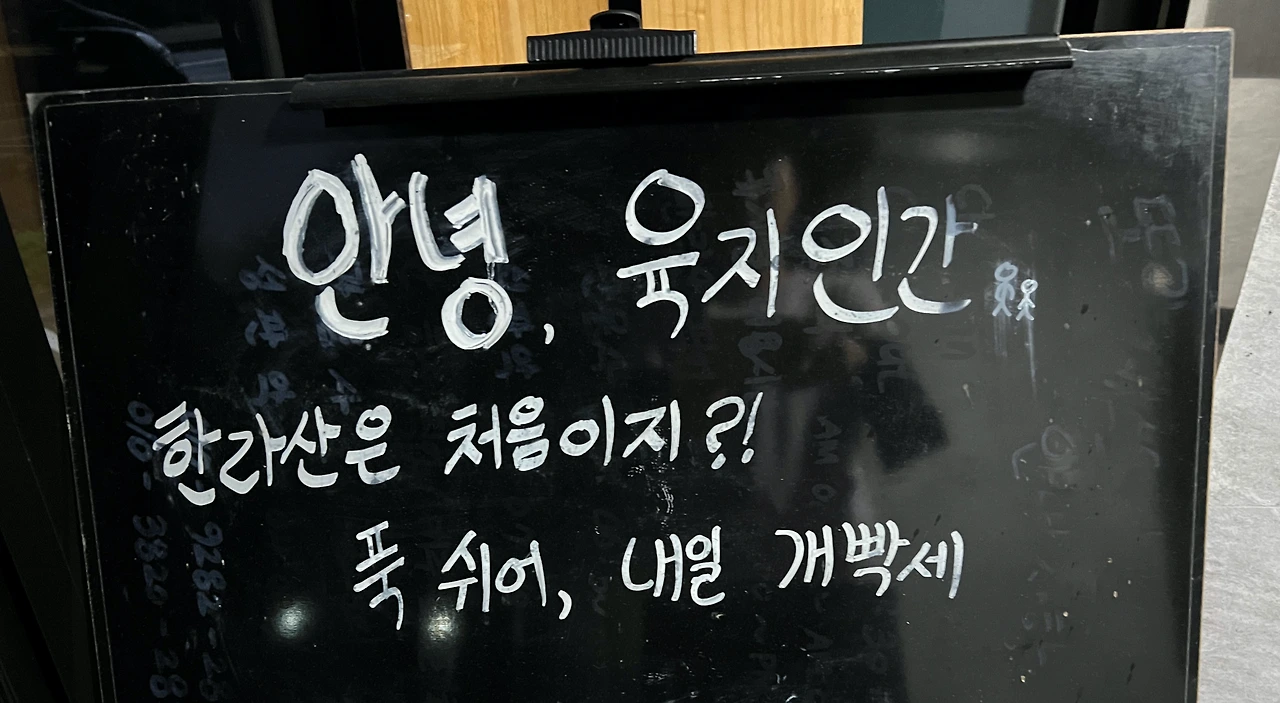 안녕, 육지인간
한라산은 처음이지?!
푹 쉬어, 내일 개빡세